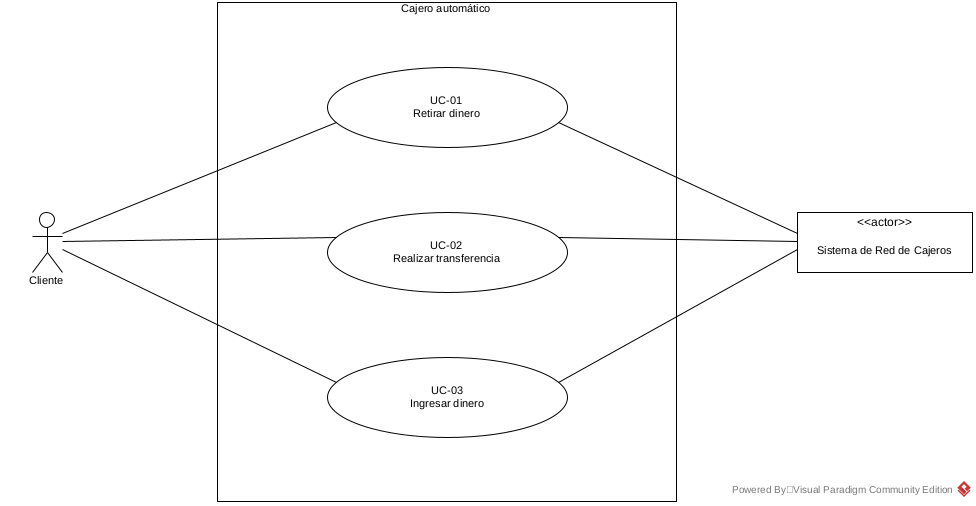 Cajero automático
UC-01
Retirar dinero
<<actor>>
UC-02
Realizar transferencia
Sistema de Red de Cajeros
Cliente
UC-03
Ingresar dinero
Powered By Visual Paradigm Community Edition